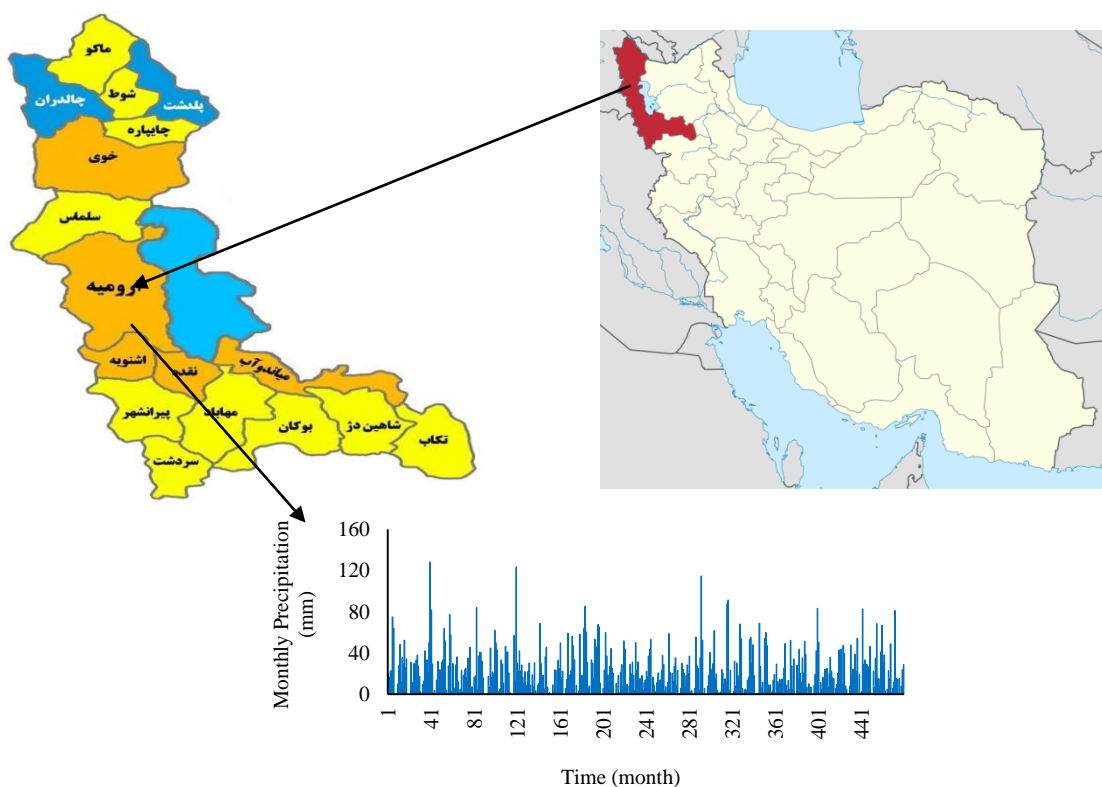 ماکو
چالدران
شوط
پلدشت
چایپاره
خوی
سلماس
ارومیه
اشنویه
نقده
میاندوآب
پیرانشهر
مهاباد
بوکان
شاهین دژ
تکاب
سردشت
Monthly Precipitation
(mm)
160
120
80
40
0
1
41
81
121
161
201
241
281
321
361
401
441
Time (month)